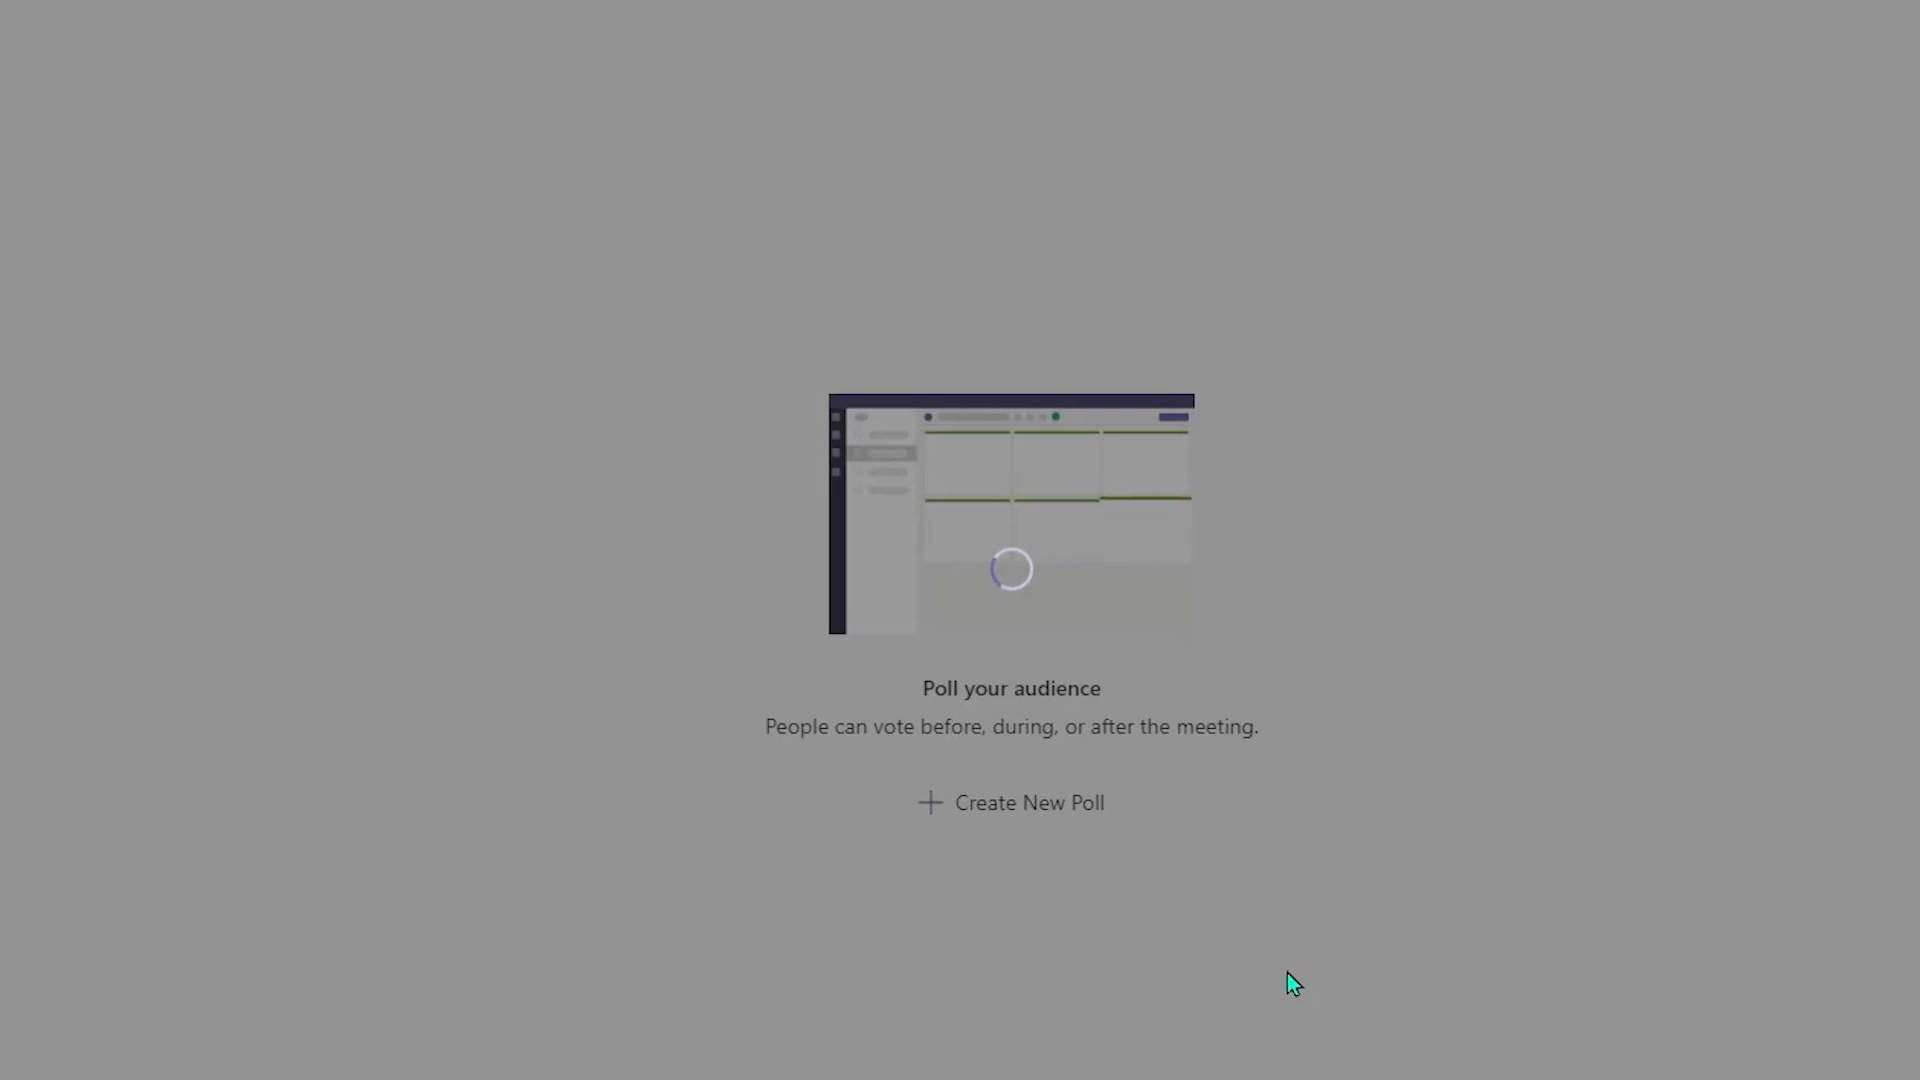 Poll your audience
People can vote before, during, or after the meeting.
Create New Poll